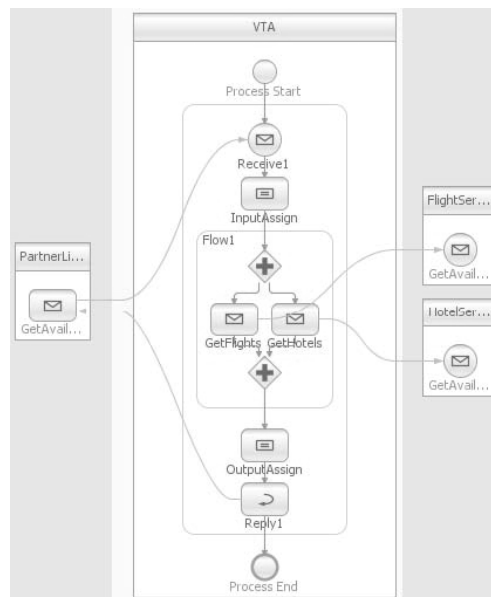 VTA
Process Start
Receive1
InputAssign
Flow1
GetFlights GetHotels
OutputAssign
Reply1
Process End
PartnerLi...
GetAvail...
FlightSer...
GetAvail...
HotelSer...
GetAvail...